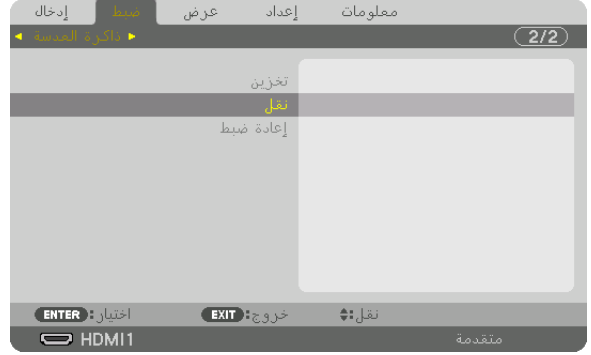 إدخال ضبط عرض إعداد معلومات
ذاكرة العدسة 2/2
تخزين
نقل
إعادة ضبط
ENTER: اختيار EXIT: خروج نقل:
HDMI1 متقدمة